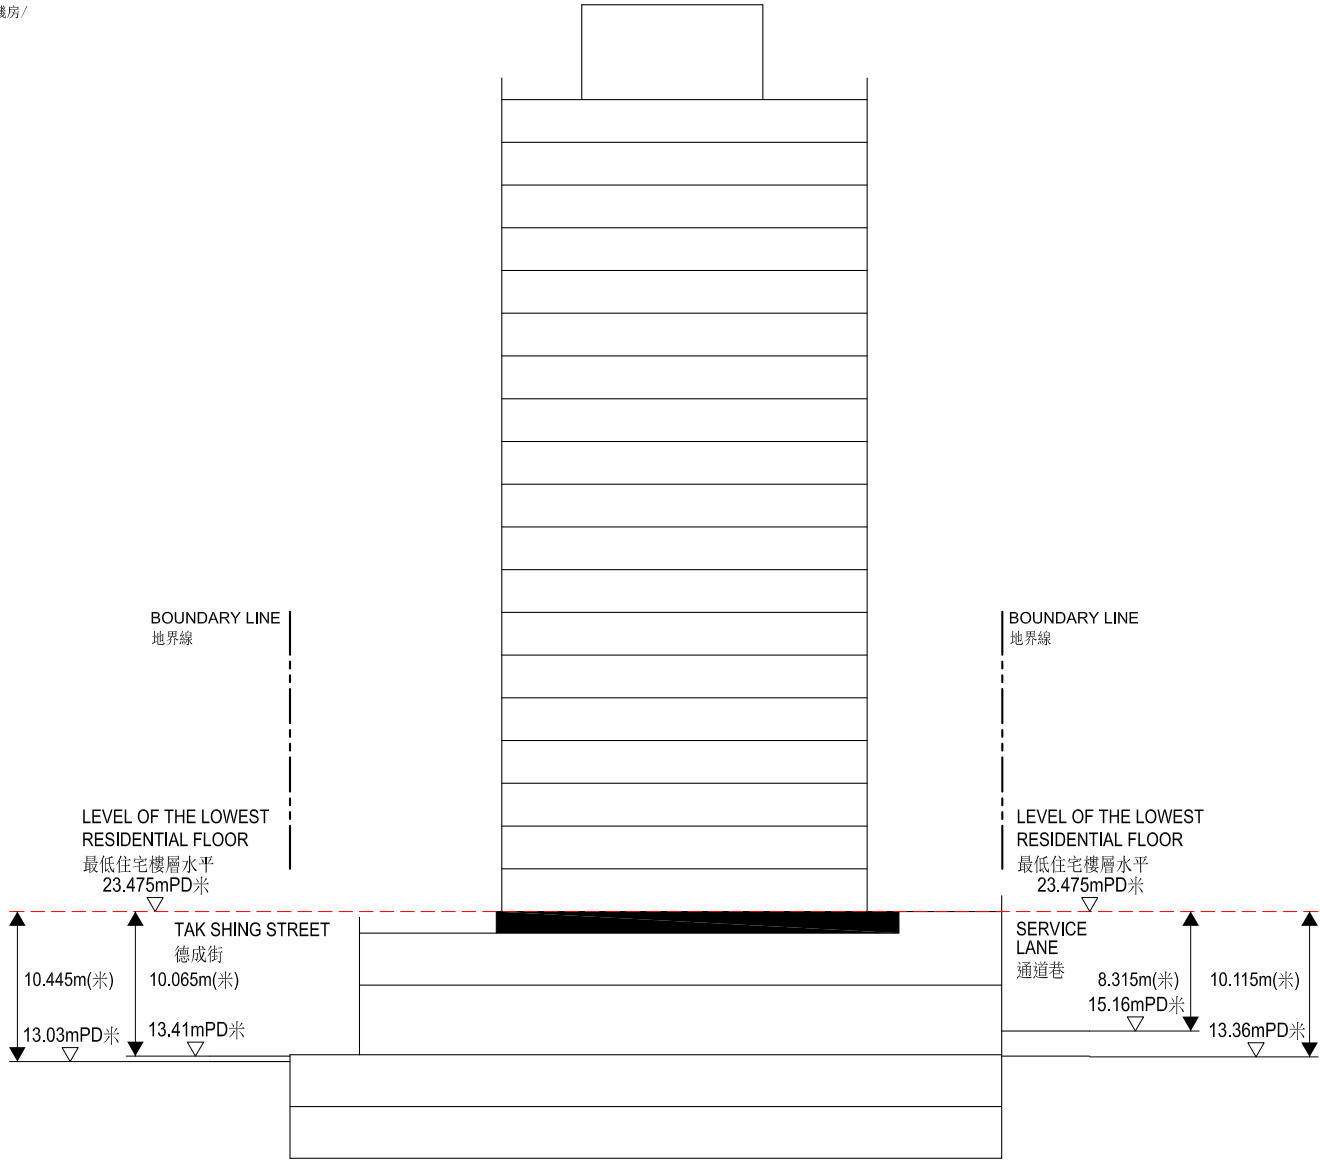 機房/
BOUNDARY LINE
地界線
BOUNDARY LINE
地界線
LEVEL OF THE LOWEST
RESIDENTIAL FLOOR
最低住宅樓層水平
23.475mPD米
LEVEL OF THE LOWEST
RESIDENTIAL FLOOR
最低住宅樓層水平
23.475mPD米
TAK SHING STREET
德成街
10.445m(米)
10.065m(米)
13.03mPD米
13.41mPD米
SERVICE
LANE
通道巷
8.315m(米)
10.115m(米)
15.16mPD米
13.36mPD米